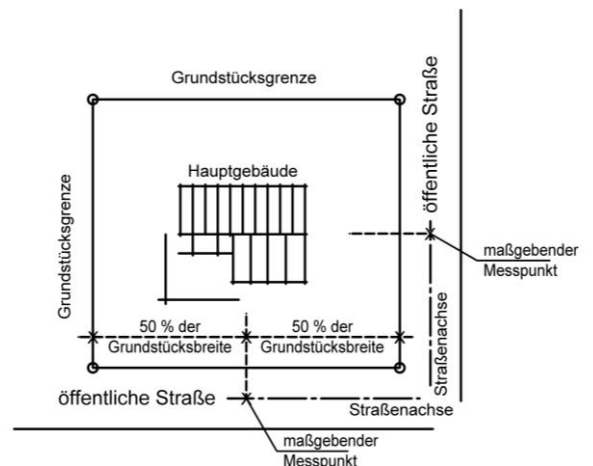 Grundstücksgrenze
öffentliche Straße
Hauptgebäude
Grundstücksgrenze
maßgebender
Messpunkt
50 % der
Grundstücksbreite
50 % der
Grundstücksbreite
Straßenachse
öffentliche Straße
Straßenachse
maßgebender
Messpunkt